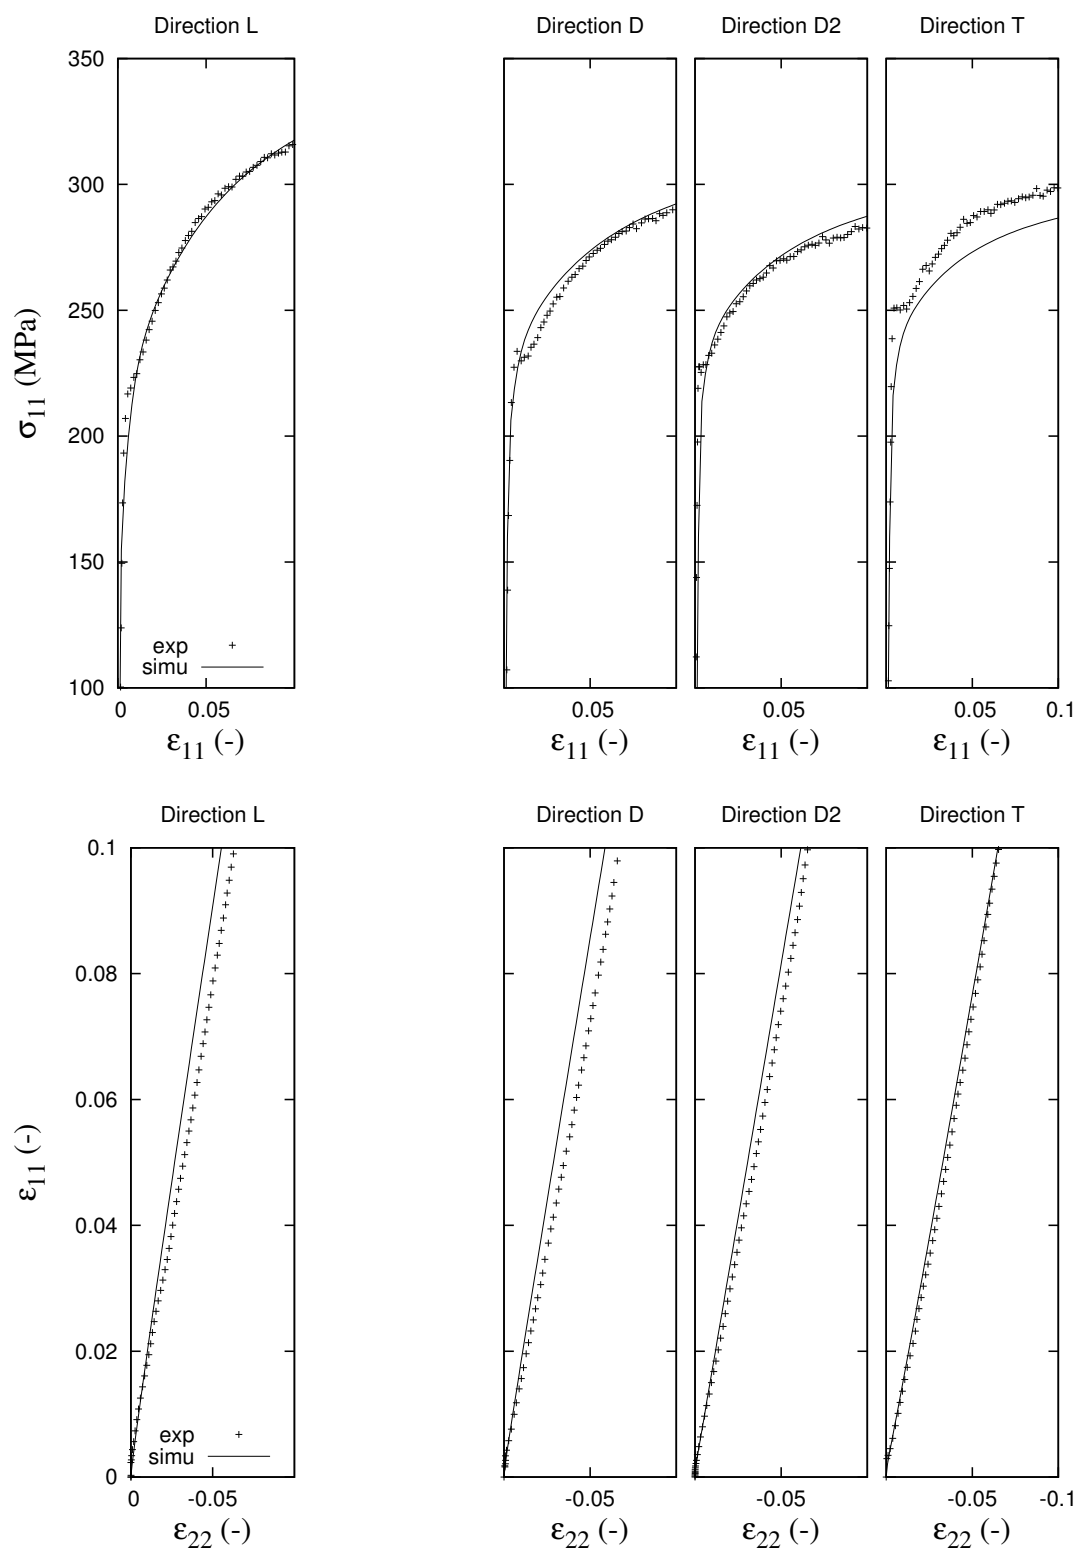 Direction L Direction D Direction D2 Direction T
350
300
250
200
150
100
σ11 (MPa)
exp
simu
0 0.05 0.05 0.05 0.05 0.1
ε11 (-) ε11 (-) ε11 (-) ε11 (-)
Direction L Direction D Direction D2 Direction T
0.1
0.08
0.06
0.04
0.02
0
ε11 (-)
exp
simu
0 -0.05 -0.05 -0.05 -0.05 -0.1
ε22 (-) ε22 (-) ε22 (-) ε22 (-)